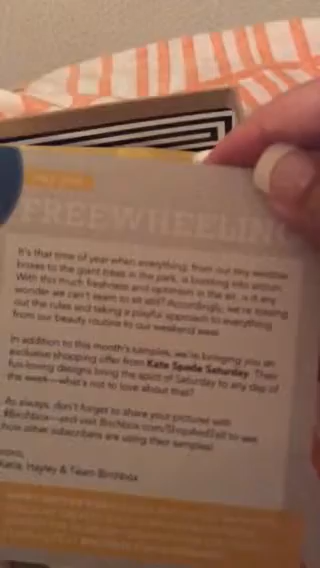 FREEWHEELIN
It's that time of year when everything, from our tiny window
boxes to the giant trees in the park, is bursting into bloom.
With this much freshness and optimism in the air, is it any
wonder we can't seem to sit still? Accordingly, we're tossing
out the rules and taking a playful approach to everything
from our beauty routine to our weekend wear.
In addition to this month's samples, we're bringing you an
exclusive shopping offer from Kate Spade Saturday. Their
fun-loving designs bring the spirit of Saturday to any day of
the week—what's not to love about that?
As always, don't forget to share your pictures with
#Birchbox—and visit Birchbox.com/ to see
how other subscribers are using their samples!
Katia, Hayley & Team Birchbox